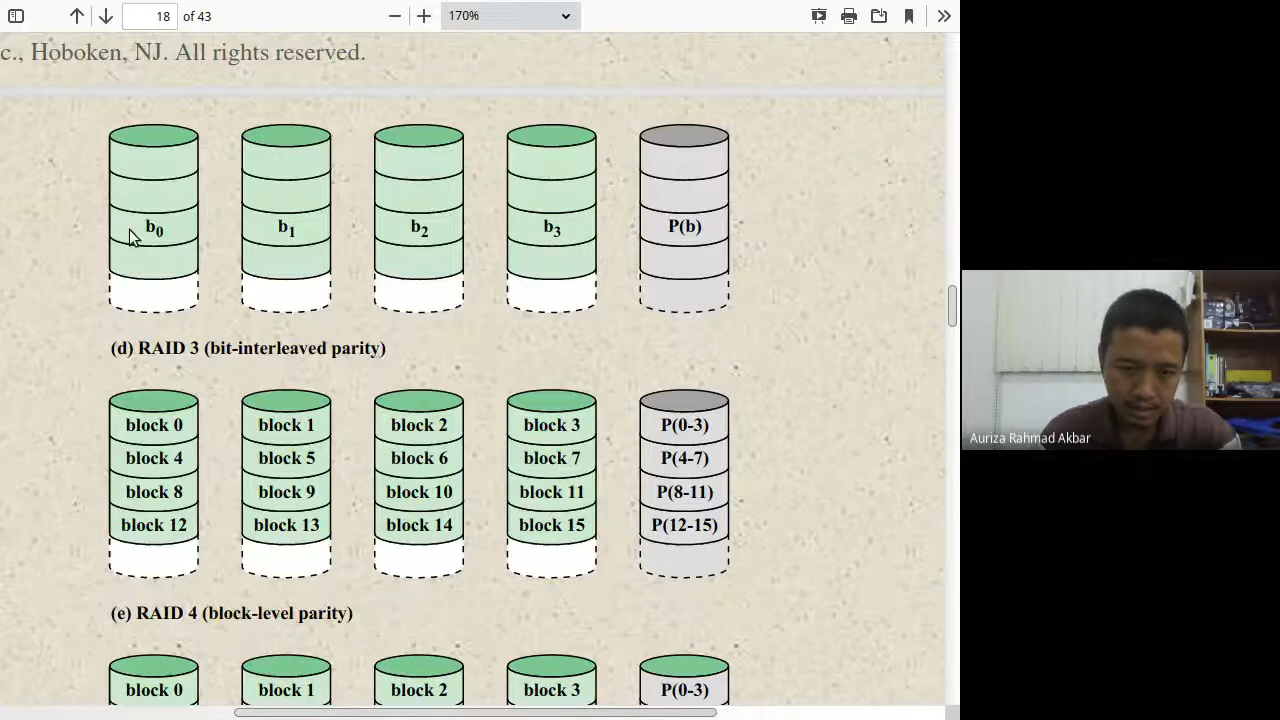 18 of 43
170%
c., Hoboken, NJ. All rights reserved.
b0 b1 b2 b3 P(b)
(d) RAID 3 (bit-interleaved parity)
block 0 block 1 block 2 block 3 P(0-3)
block 4 block 5 block 6 block 7 P(4-7)
block 8 block 9 block 10 block 11 P(8-11)
block 12 block 13 block 14 block 15 P(12-15)
(e) RAID 4 (block-level parity)
block 0 block 1 block 2 block 3 P(0-3)
Auriza Rahmad Akbar